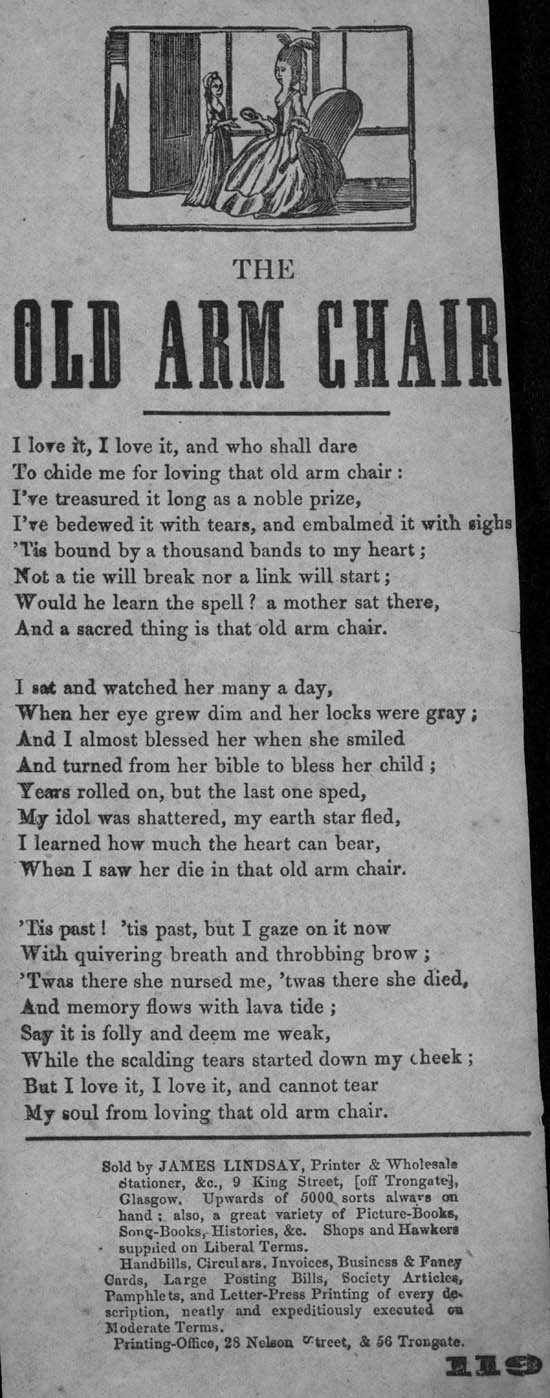 THE
OLD ARM CHAIR
I love it, I love it, and who shall dare
To chide me for loving that old arm chair :
I've treasured it long as a noble prize,
I've bedewed it with tears, and embalmed it with sighs
'Tis bound by a thousand bands to my heart ;
Not a tie will break nor a link will start ;
Would he learn the spell ? a mother sat there,
And a sacred thing is that old arm chair.
I sat and watched her many a day,
When her eye grew dim and her locks were gray ;
And I almost blessed her when she smiled
And turned from her bible to bless her child ;
Years rolled on, but the last one sped,
My idol was shattered, my earth star fled,
I learned how much the heart can bear,
When I saw her die in that old arm chair.
'Tis past ! 'tis past, but I gaze on it now
With quivering breath and throbbing brow ;
'Twas there she nursed me, 'twas there she died,
And memory flows with lava tide ;
Say it is folly and deem me weak,
While the scalding tears started down my cheek ;
But I love it, I love it, and cannot tear
My soul from loving that old arm chair.
Sold by JAMES LINDSAY, Printer & Wholesale
Stationer, &c., 9 King Street, [off Trongate],
Glasgow. Upwards of 5000 sorts always on
hand ; also, a great variety of Picture-Books,
Song-Books, Histories, &c. Shops and Hawkers
supplied on Liberal Terms.
Handbills, Circulars, Invoices, Business & Fancy
Cards, Large Posting Bills, Society Articles,
Pamphlets, and Letter-Press Printing of every de-
scription, neatly and expeditiously executed on
Moderate Terms.
Printing-Office, 28 Nelson Street, & 56 Trongate.
119